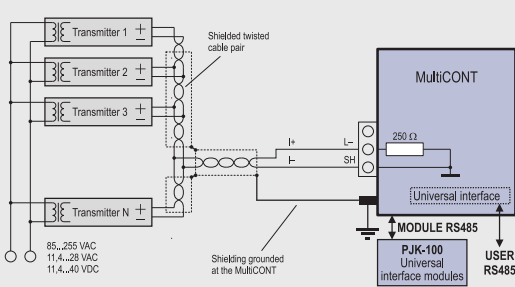 Transmitter 1
Transmitter 2
Transmitter 3
Transmitter N
+
–
+
–
+
–
+
–
Shielded twisted
cable pair
MultiCONT
I+
I–
L–
SH
250 Ω
Universal interface
MODULE RS485
PJK-100
Universal
interface modules
USER
RS485
Shielding grounded
at the MultiCONT
85...255 VAC
11,4...28 VAC
11,4...40 VDC